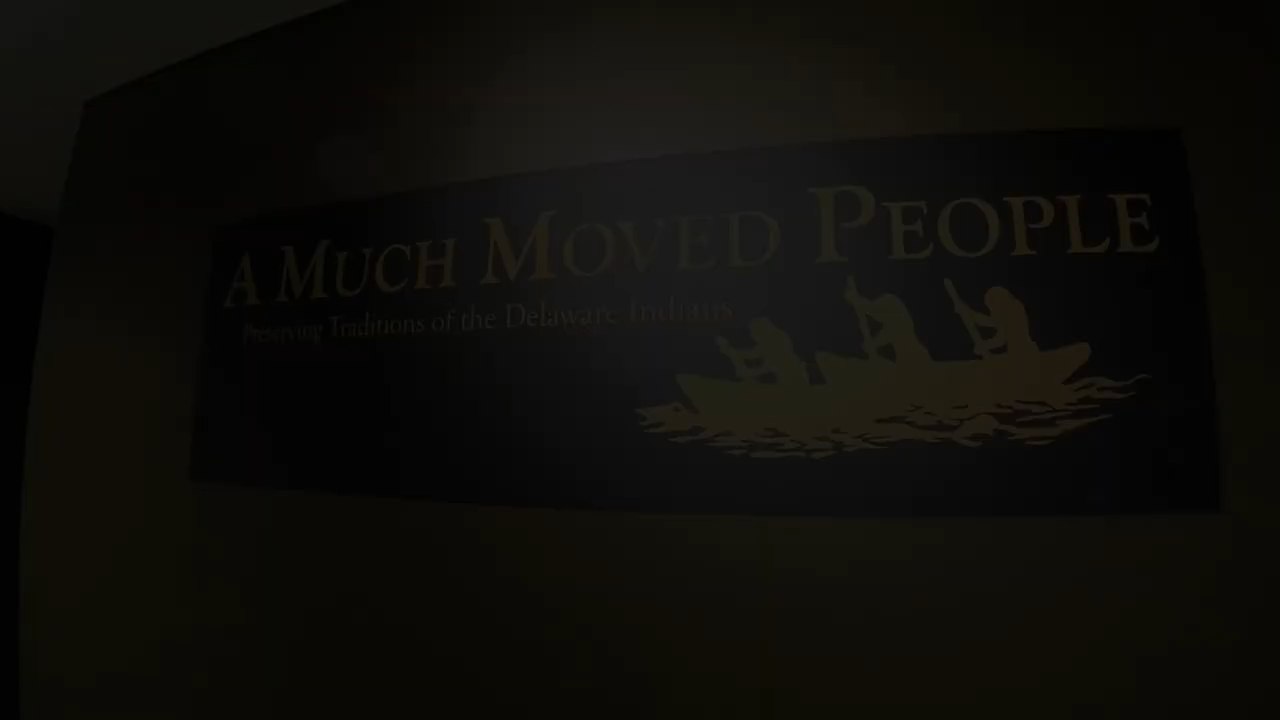 A MUCH MOVED PEOPLE
Preserving Traditions of the Delaware Indians